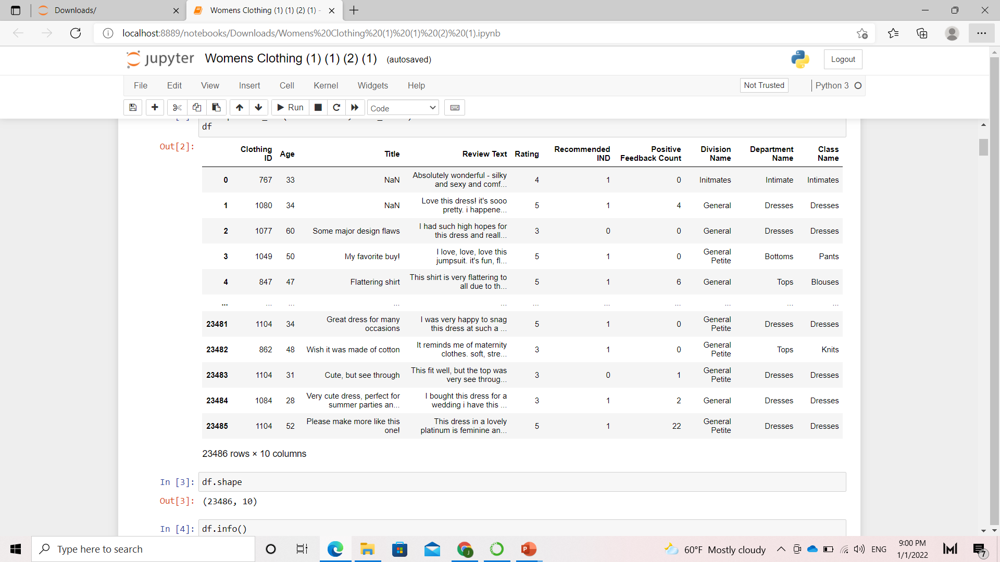 Downloads/
Womens Clothing (1) (1) (2) (1) -
localhost:8889/notebooks/Downloads/Womens%20Clothing%20(1)%20(1)%20(2)%20(1).ipynb
jupyter Womens Clothing (1) (1) (2) (1) (autosaved)
Logout
File Edit View Insert Cell Kernel Widgets Help
Not Trusted
Python 3
Run
Code
df
Out[2]:
Clothing ID Age Title Review Text Rating Recommended IND Positive Feedback Count Division Name Department Name Class Name
0 767 33 NaN Absolutely wonderful - silky and sexy and comf... 4 1 0 Initmates Intimate Intimates
1 1080 34 NaN Love this dress! it's sooo pretty. i happene... 5 1 4 General Dresses Dresses
2 1077 60 Some major design flaws I had such high hopes for this dress and reall... 3 0 0 General Dresses Dresses
3 1049 50 My favorite buy! I love, love, love this jumpsuit. it's fun, fl... 5 1 0 General Petite Bottoms Pants
4 847 47 Flattering shirt This shirt is very flattering to all due to th... 5 1 6 General Tops Blouses
... ... ... ... ... ... ... ... ... ... ...
23481 1104 34 Great dress for many occasions I was very happy to snag this dress at such a ... 5 1 0 General Petite Dresses Dresses
23482 862 48 Wish it was made of cotton It reminds me of maternity clothes. soft, stre... 3 1 0 General Petite Tops Knits
23483 1104 31 Cute, but see through This fit well, but the top was very see throug... 3 0 1 General Petite Dresses Dresses
23484 1084 28 Very cute dress, perfect for summer parties an... I bought this dress for a wedding i have this ... 3 1 2 General Dresses Dresses
23485 1104 52 Please make more like this one! This dress in a lovely platinum is feminine an... 5 1 22 General Petite Dresses Dresses
23486 rows × 10 columns
In [3]: df.shape
Out[3]: (23486, 10)
In [4]: df.info()
Type here to search
60°F Mostly cloudy
ENG
9:00 PM
1/1/2022
7